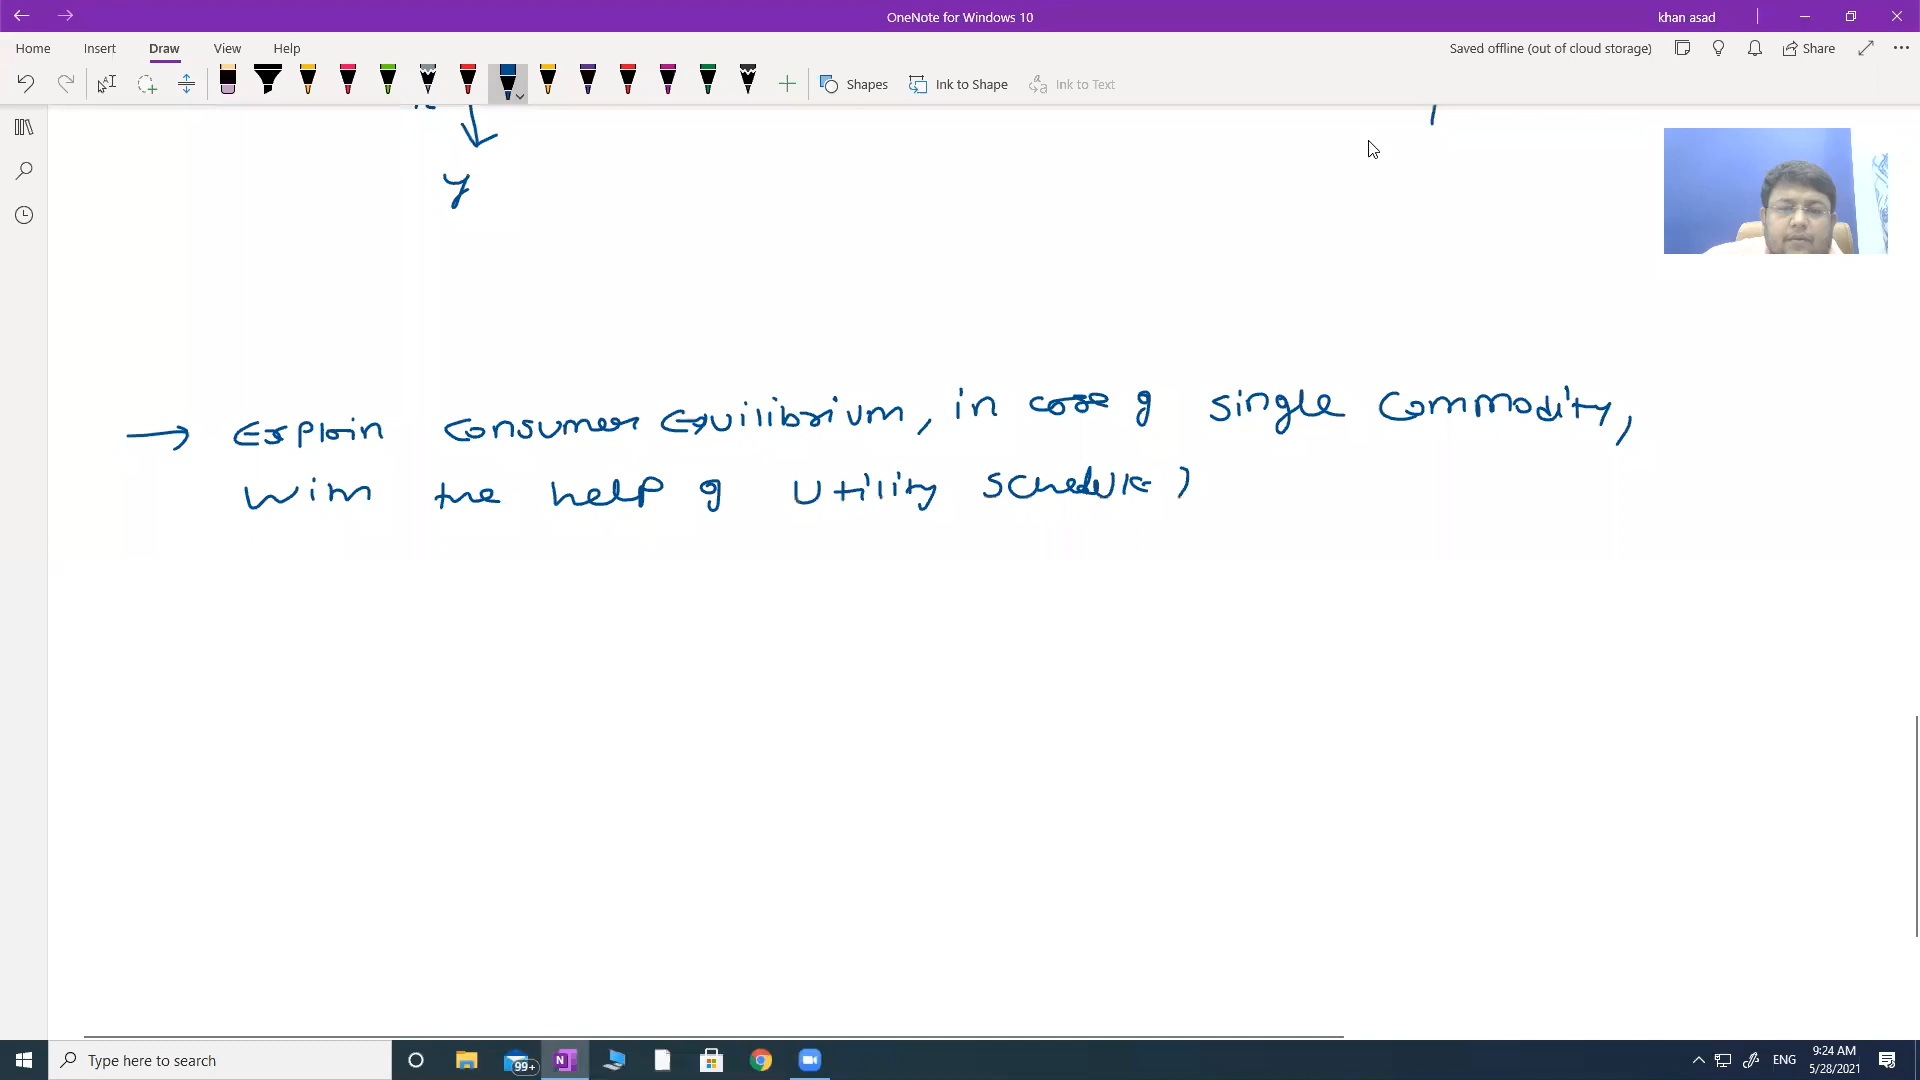 OneNote for Windows 10
khan asad
Home Insert Draw View Help
Saved offline (out of cloud storage)
Share
Shapes
Ink to Shape
Ink to Text
y
→ Explain Consumer Equilibrium, in case of single Commodity,
With the help of Utility Schedule )
Type here to search
99+
N
ENG
9:24 AM
5/28/2021